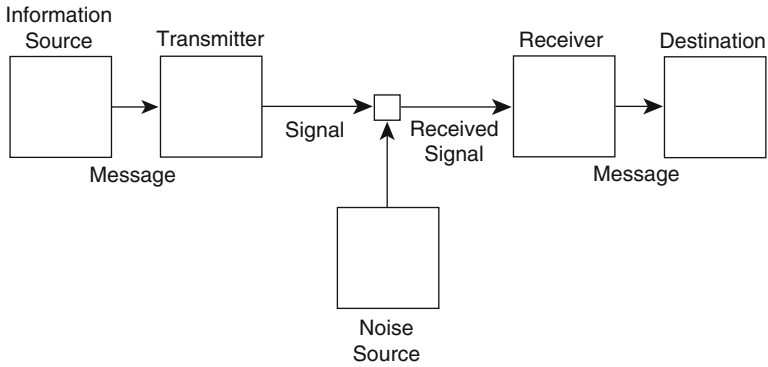 Information
Source
Transmitter
Receiver
Destination
Signal
Received
Signal
Message
Message
Noise
Source